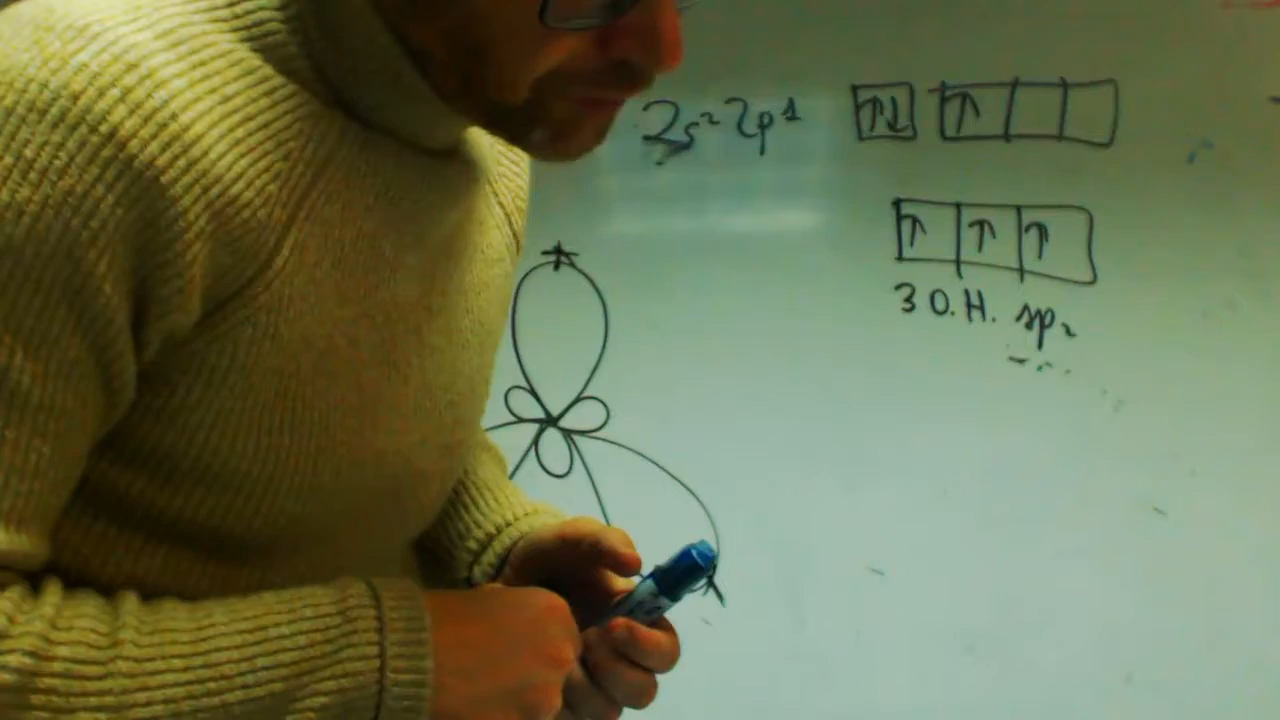 2s² 2p¹ ↑↓ ↑
↑ ↑ ↑
3 O.H. sp₂